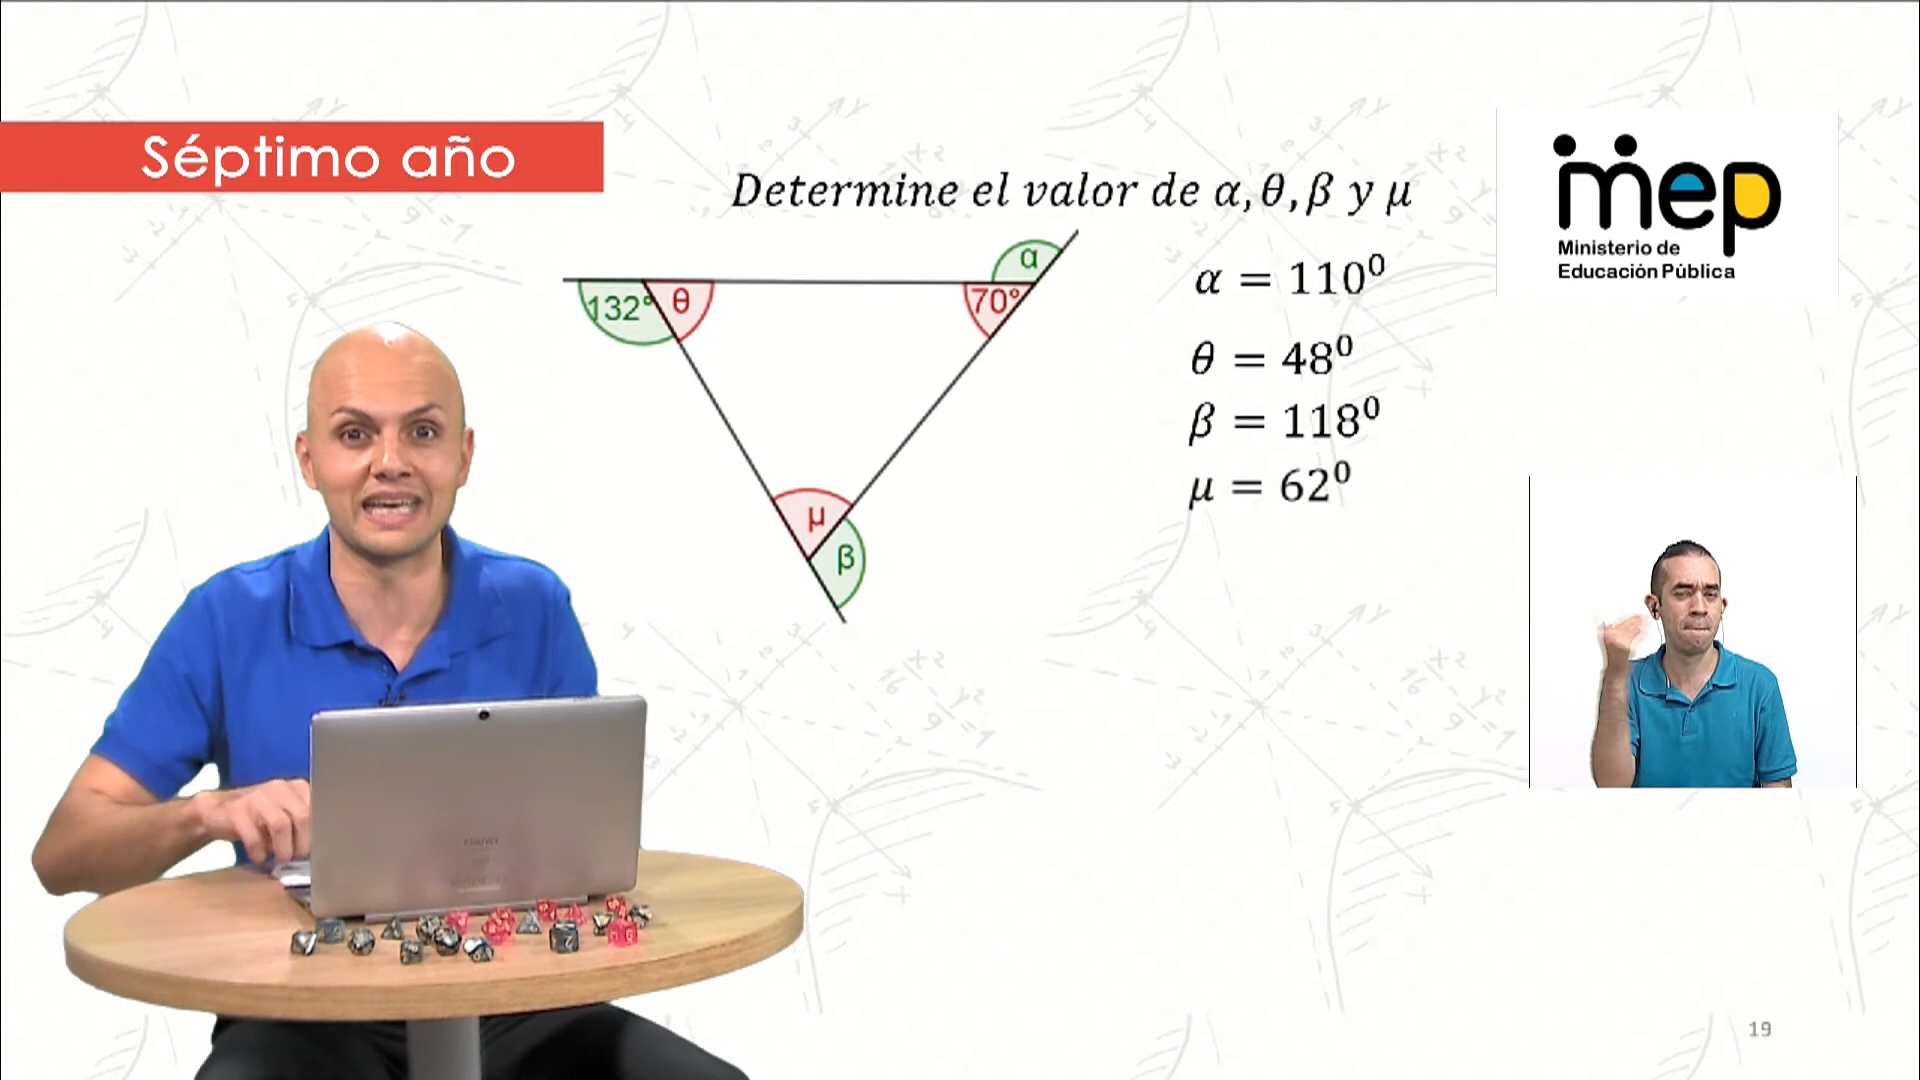 Séptimo año
Determine el valor de α, θ, β y μ
mep
Ministerio de
Educación Pública
α
132° θ
70°
μ
β
α = 110⁰
θ = 48⁰
β = 118⁰
μ = 62⁰
19